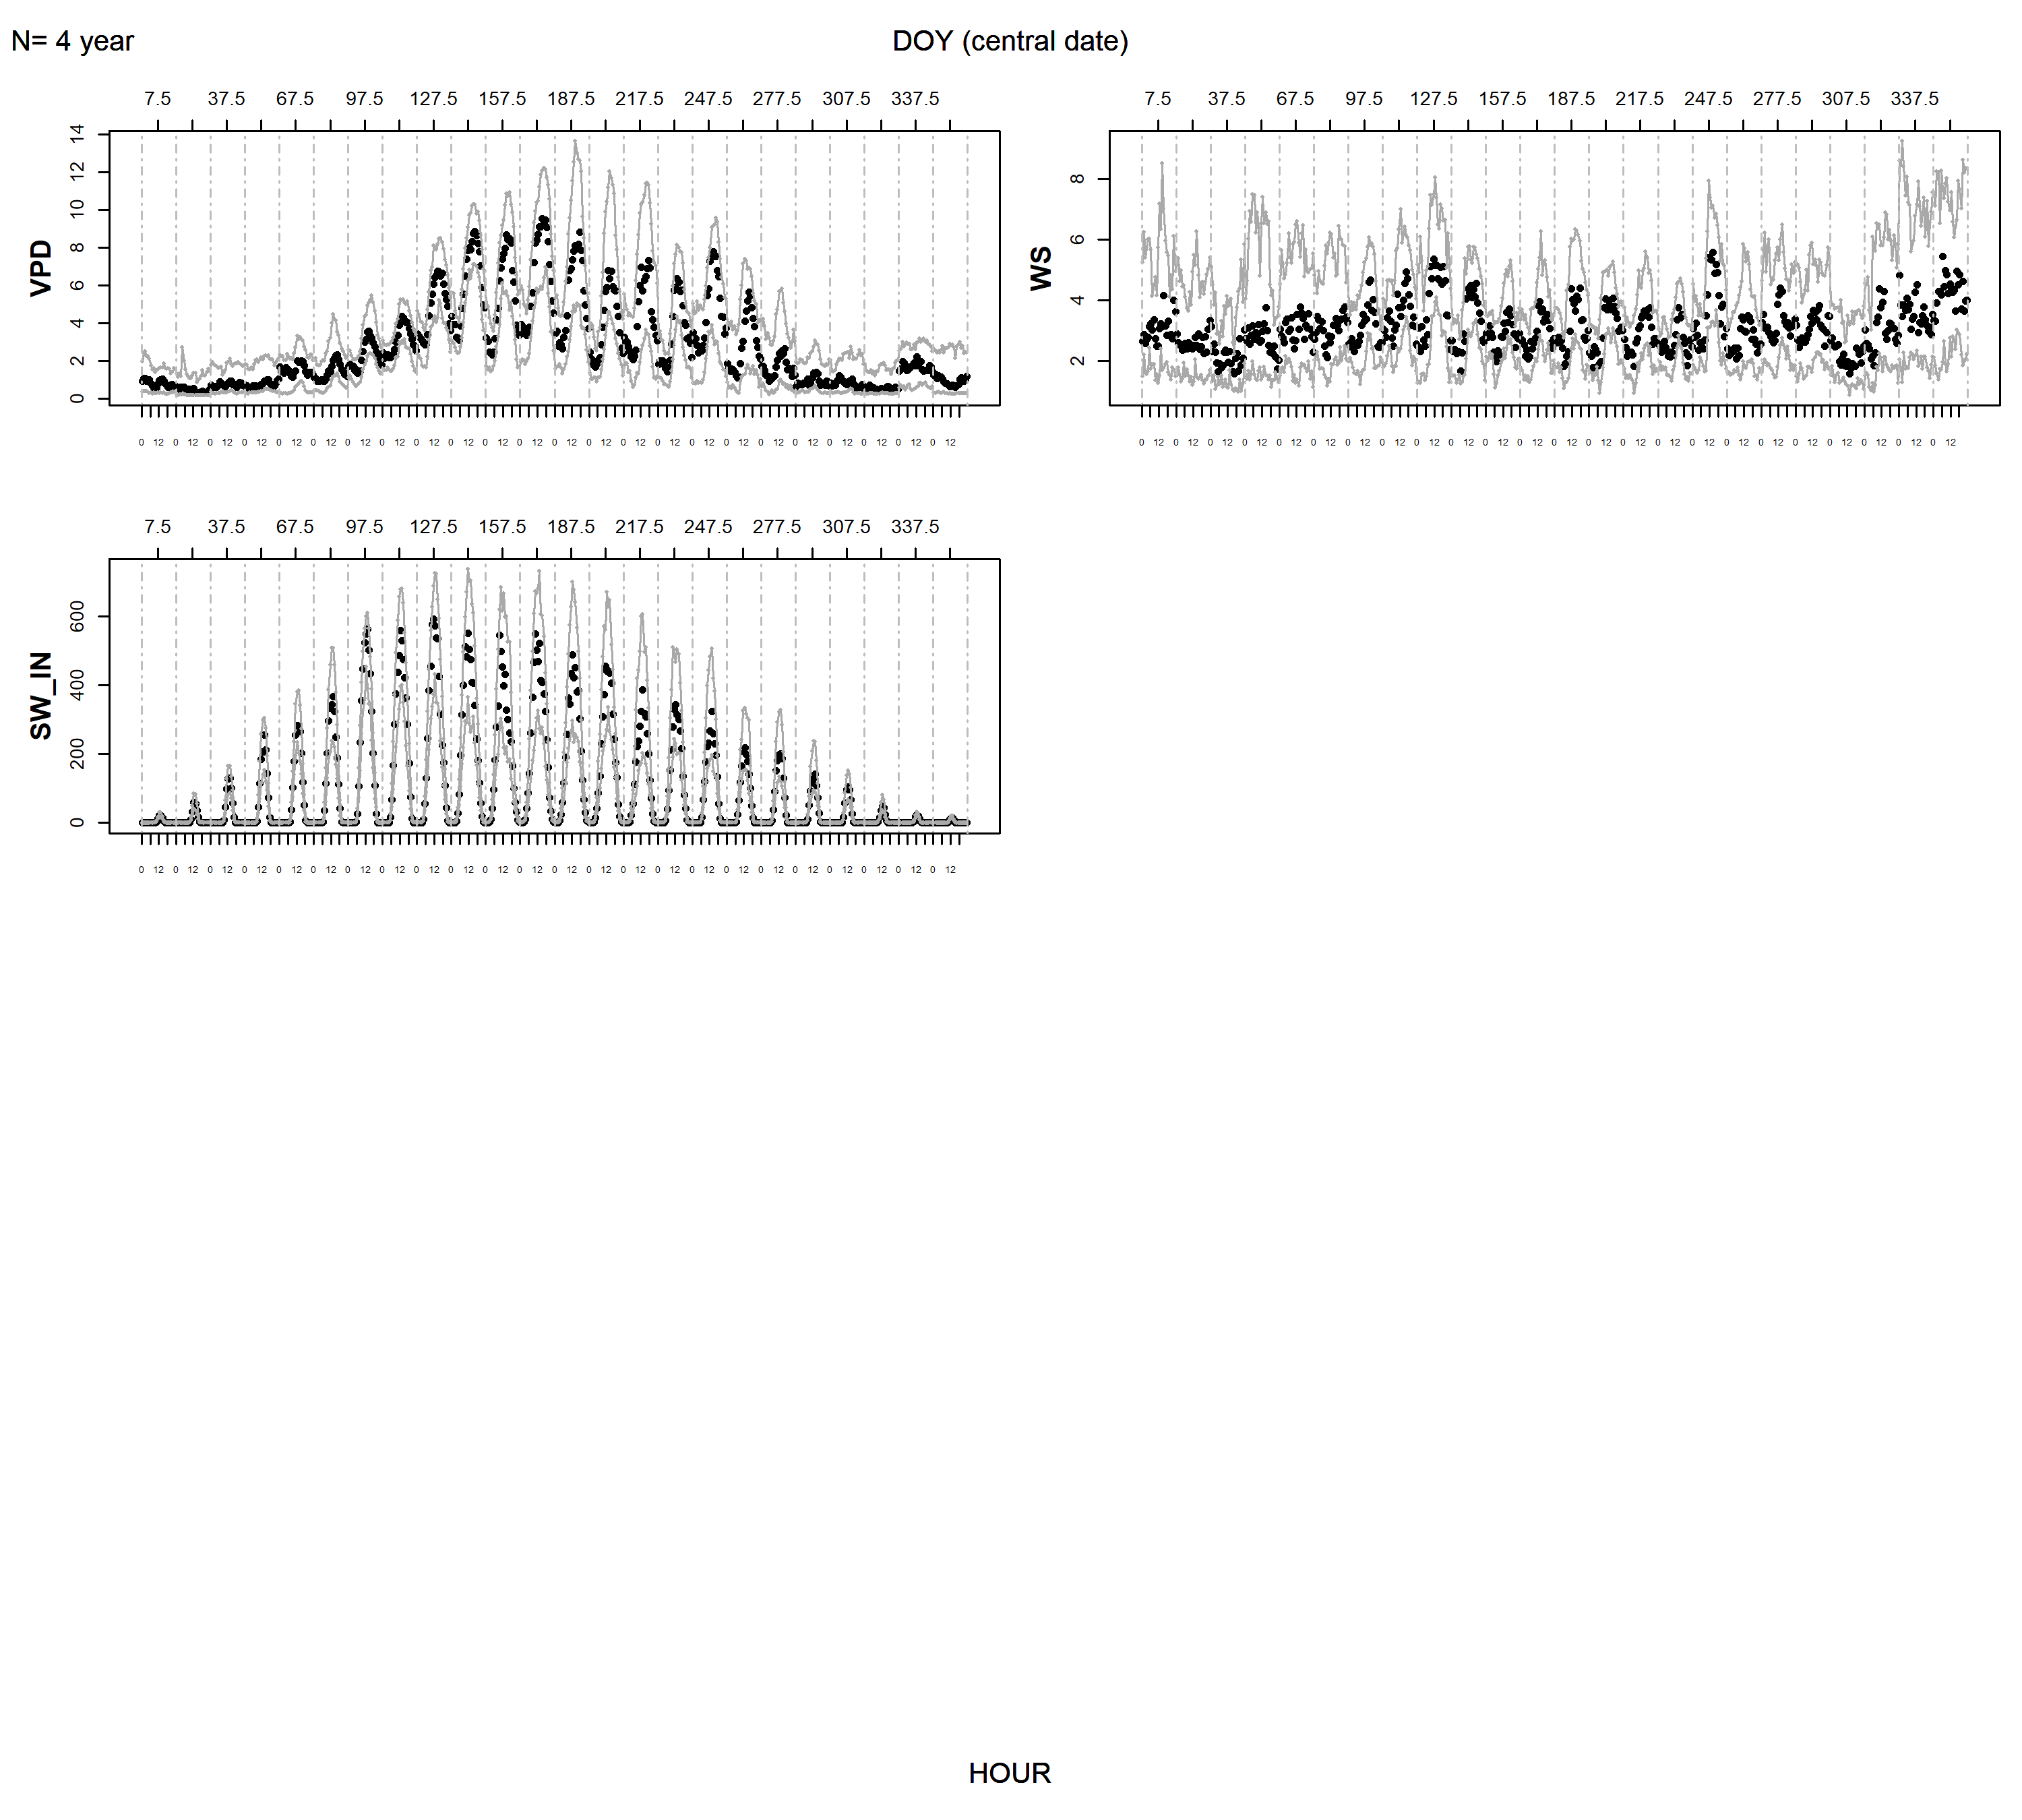 N= 4 year
DOY (central date)
7.5 37.5 67.5 97.5 127.5 157.5 187.5 217.5 247.5 277.5 307.5 337.5
VPD
0 2 4 6 8 10 12 14
0 12 0 12 0 12 0 12 0 12 0 12 0 12 0 12 0 12 0 12 0 12 0 12 0 12 0 12 0 12 0 12 0 12 0 12 0 12 0 12 0 12 0 12 0 12 0 12
7.5 37.5 67.5 97.5 127.5 157.5 187.5 217.5 247.5 277.5 307.5 337.5
WS
2 4 6 8
0 12 0 12 0 12 0 12 0 12 0 12 0 12 0 12 0 12 0 12 0 12 0 12 0 12 0 12 0 12 0 12 0 12 0 12 0 12 0 12 0 12 0 12 0 12 0 12
7.5 37.5 67.5 97.5 127.5 157.5 187.5 217.5 247.5 277.5 307.5 337.5
SW_IN
0 200 400 600
0 12 0 12 0 12 0 12 0 12 0 12 0 12 0 12 0 12 0 12 0 12 0 12 0 12 0 12 0 12 0 12 0 12 0 12 0 12 0 12 0 12 0 12 0 12 0 12
HOUR